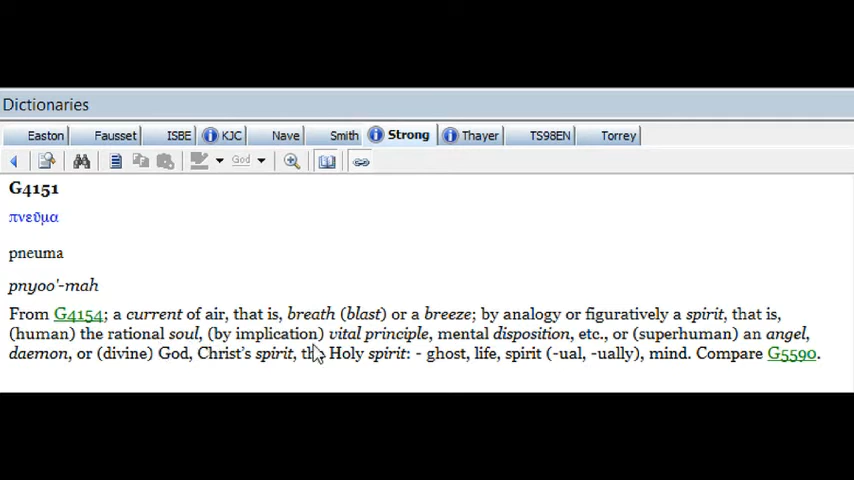 Dictionaries
Easton Fausset ISBE KJC Nave Smith Strong Thayer TS98EN Torrey
God
G4151
πνεῦμα
pneuma
pnyoo'-mah
From G4154; a current of air, that is, breath (blast) or a breeze; by analogy or figuratively a spirit, that is,
(human) the rational soul, (by implication) vital principle, mental disposition, etc., or (superhuman) an angel,
daemon, or (divine) God, Christ's spirit, the Holy spirit: - ghost, life, spirit (-ual, -ually), mind. Compare G5590.